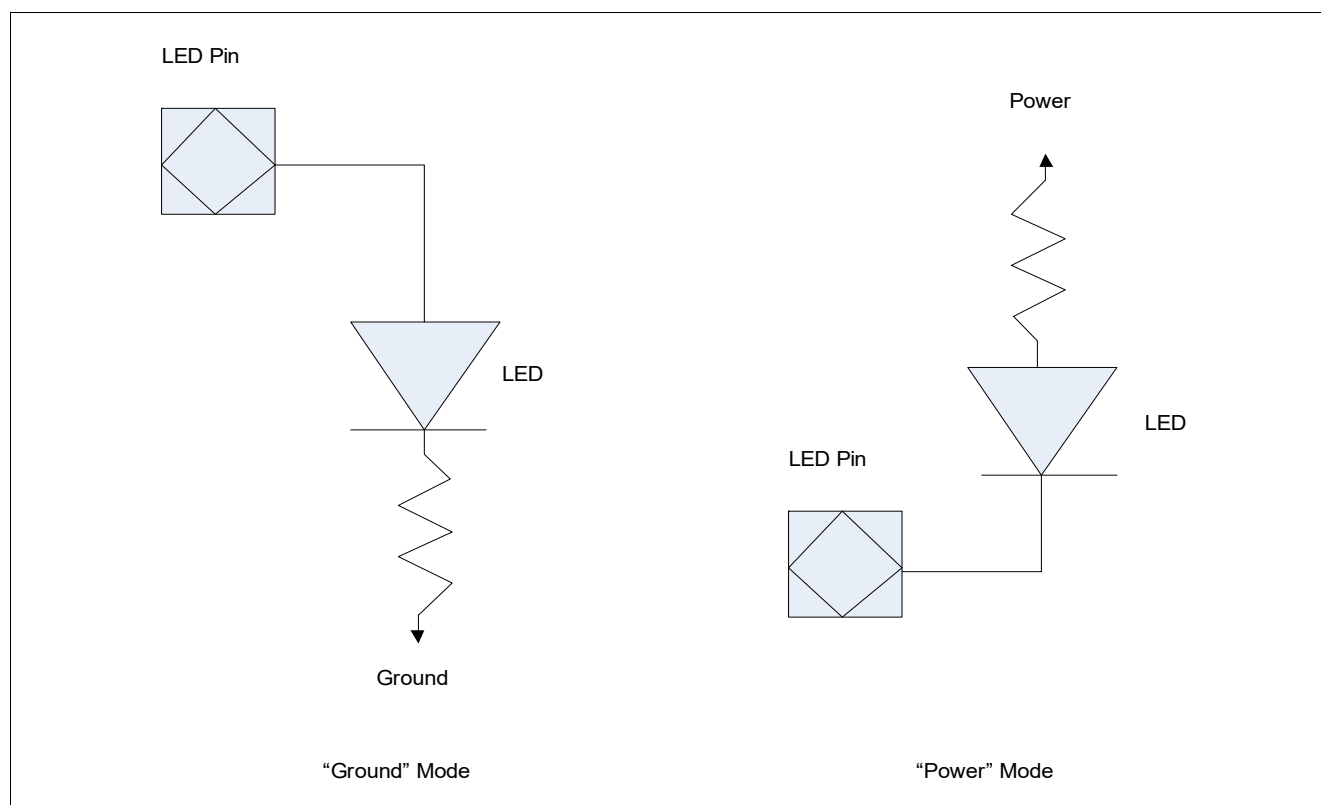 LED Pin
LED
Ground
“Ground” Mode
Power
LED
LED Pin
“Power” Mode